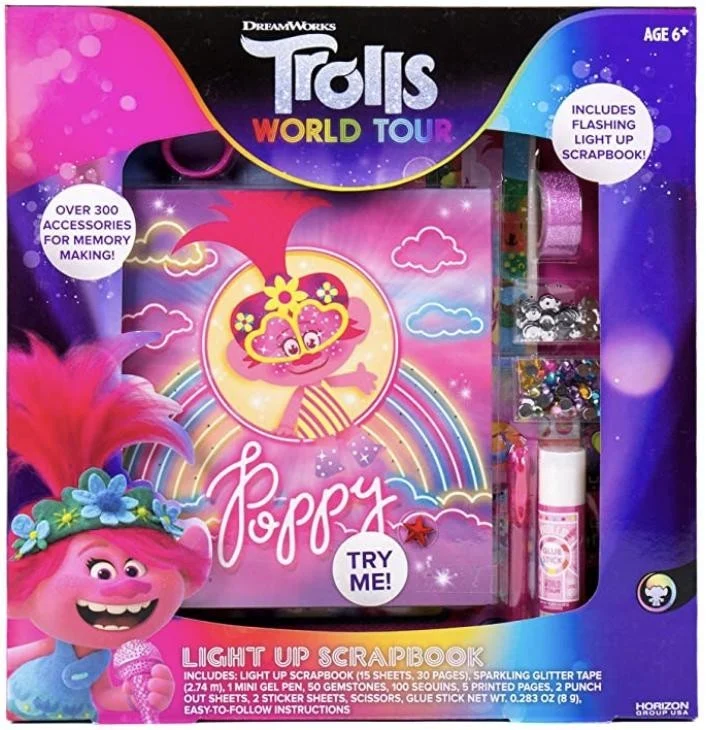 DREAMWORKS
Trolls
WORLD TOUR
AGE 6+
INCLUDES
FLASHING
LIGHT UP
SCRAPBOOK!
OVER 300
ACCESSORIES
FOR MEMORY
MAKING!
Poppy
TRY
ME!
GLUE
STICK
LIGHT UP SCRAPBOOK
INCLUDES: LIGHT UP SCRAPBOOK (15 SHEETS, 30 PAGES), SPARKLING GLITTER TAPE
(2.74 m), 1 MINI GEL PEN, 50 GEMSTONES, 100 SEQUINS, 5 PRINTED PAGES, 2 PUNCH
OUT SHEETS, 2 STICKER SHEETS, SCISSORS, GLUE STICK NET WT. 0.283 OZ (8 g),
EASY-TO-FOLLOW INSTRUCTIONS
HORIZON
GROUP USA